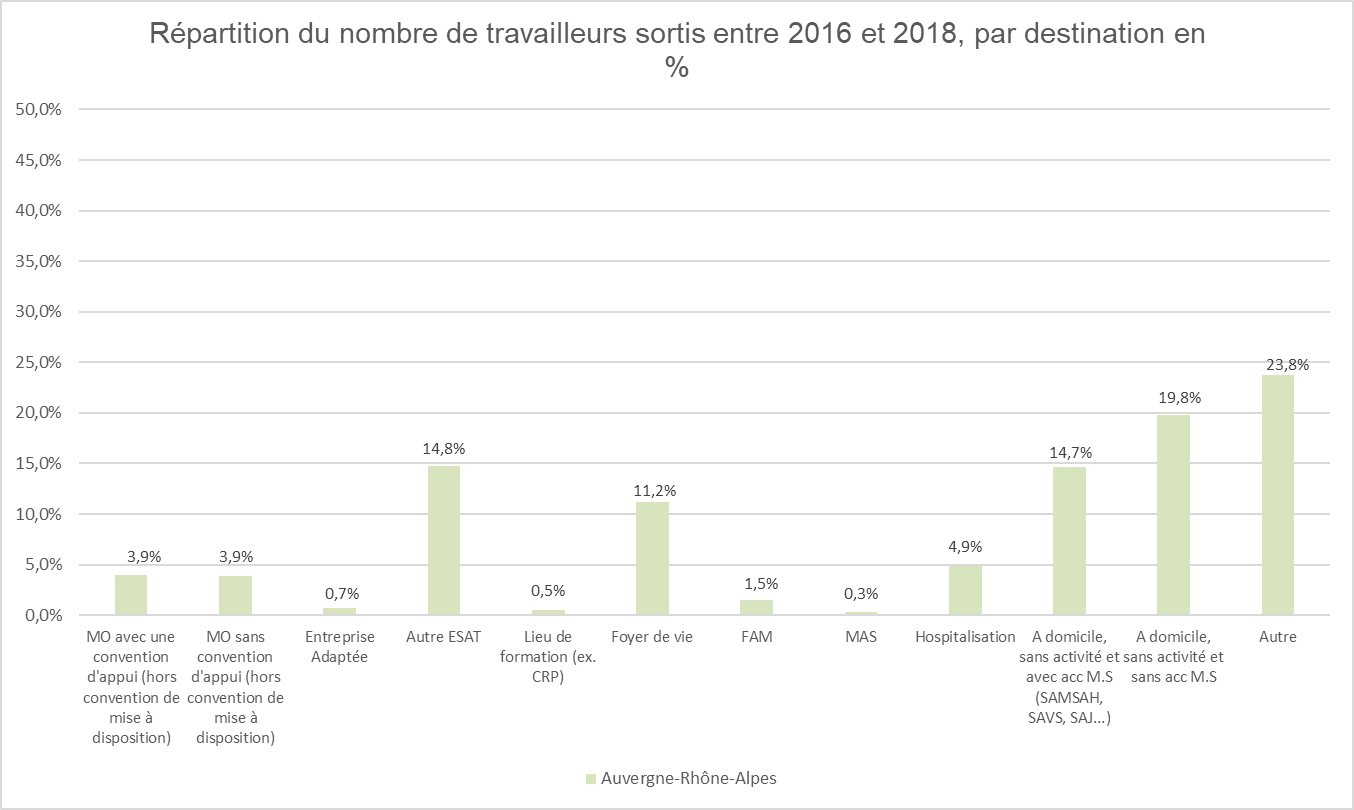 Répartition du nombre de travailleurs sortis entre 2016 et 2018, par destination en
%
50,0%
45,0%
40,0%
35,0%
30,0%
25,0%
20,0%
15,0%
10,0%
5,0%
0,0%
3,9%
3,9%
0,7%
14,8%
0,5%
11,2%
1,5%
0,3%
4,9%
14,7%
19,8%
23,8%
MO avec une
convention
d'appui (hors
convention de
mise à
disposition)
MO sans
convention
d'appui (hors
convention de
mise à
disposition)
Entreprise
Adaptée
Autre ESAT
Lieu de
formation (ex.
CRP)
Foyer de vie
FAM
MAS
Hospitalisation
A domicile,
sans activité et
avec acc M.S
(SAMSAH,
SAVS, SAJ...)
A domicile,
sans activité et
sans acc M.S
Autre
Auvergne-Rhône-Alpes